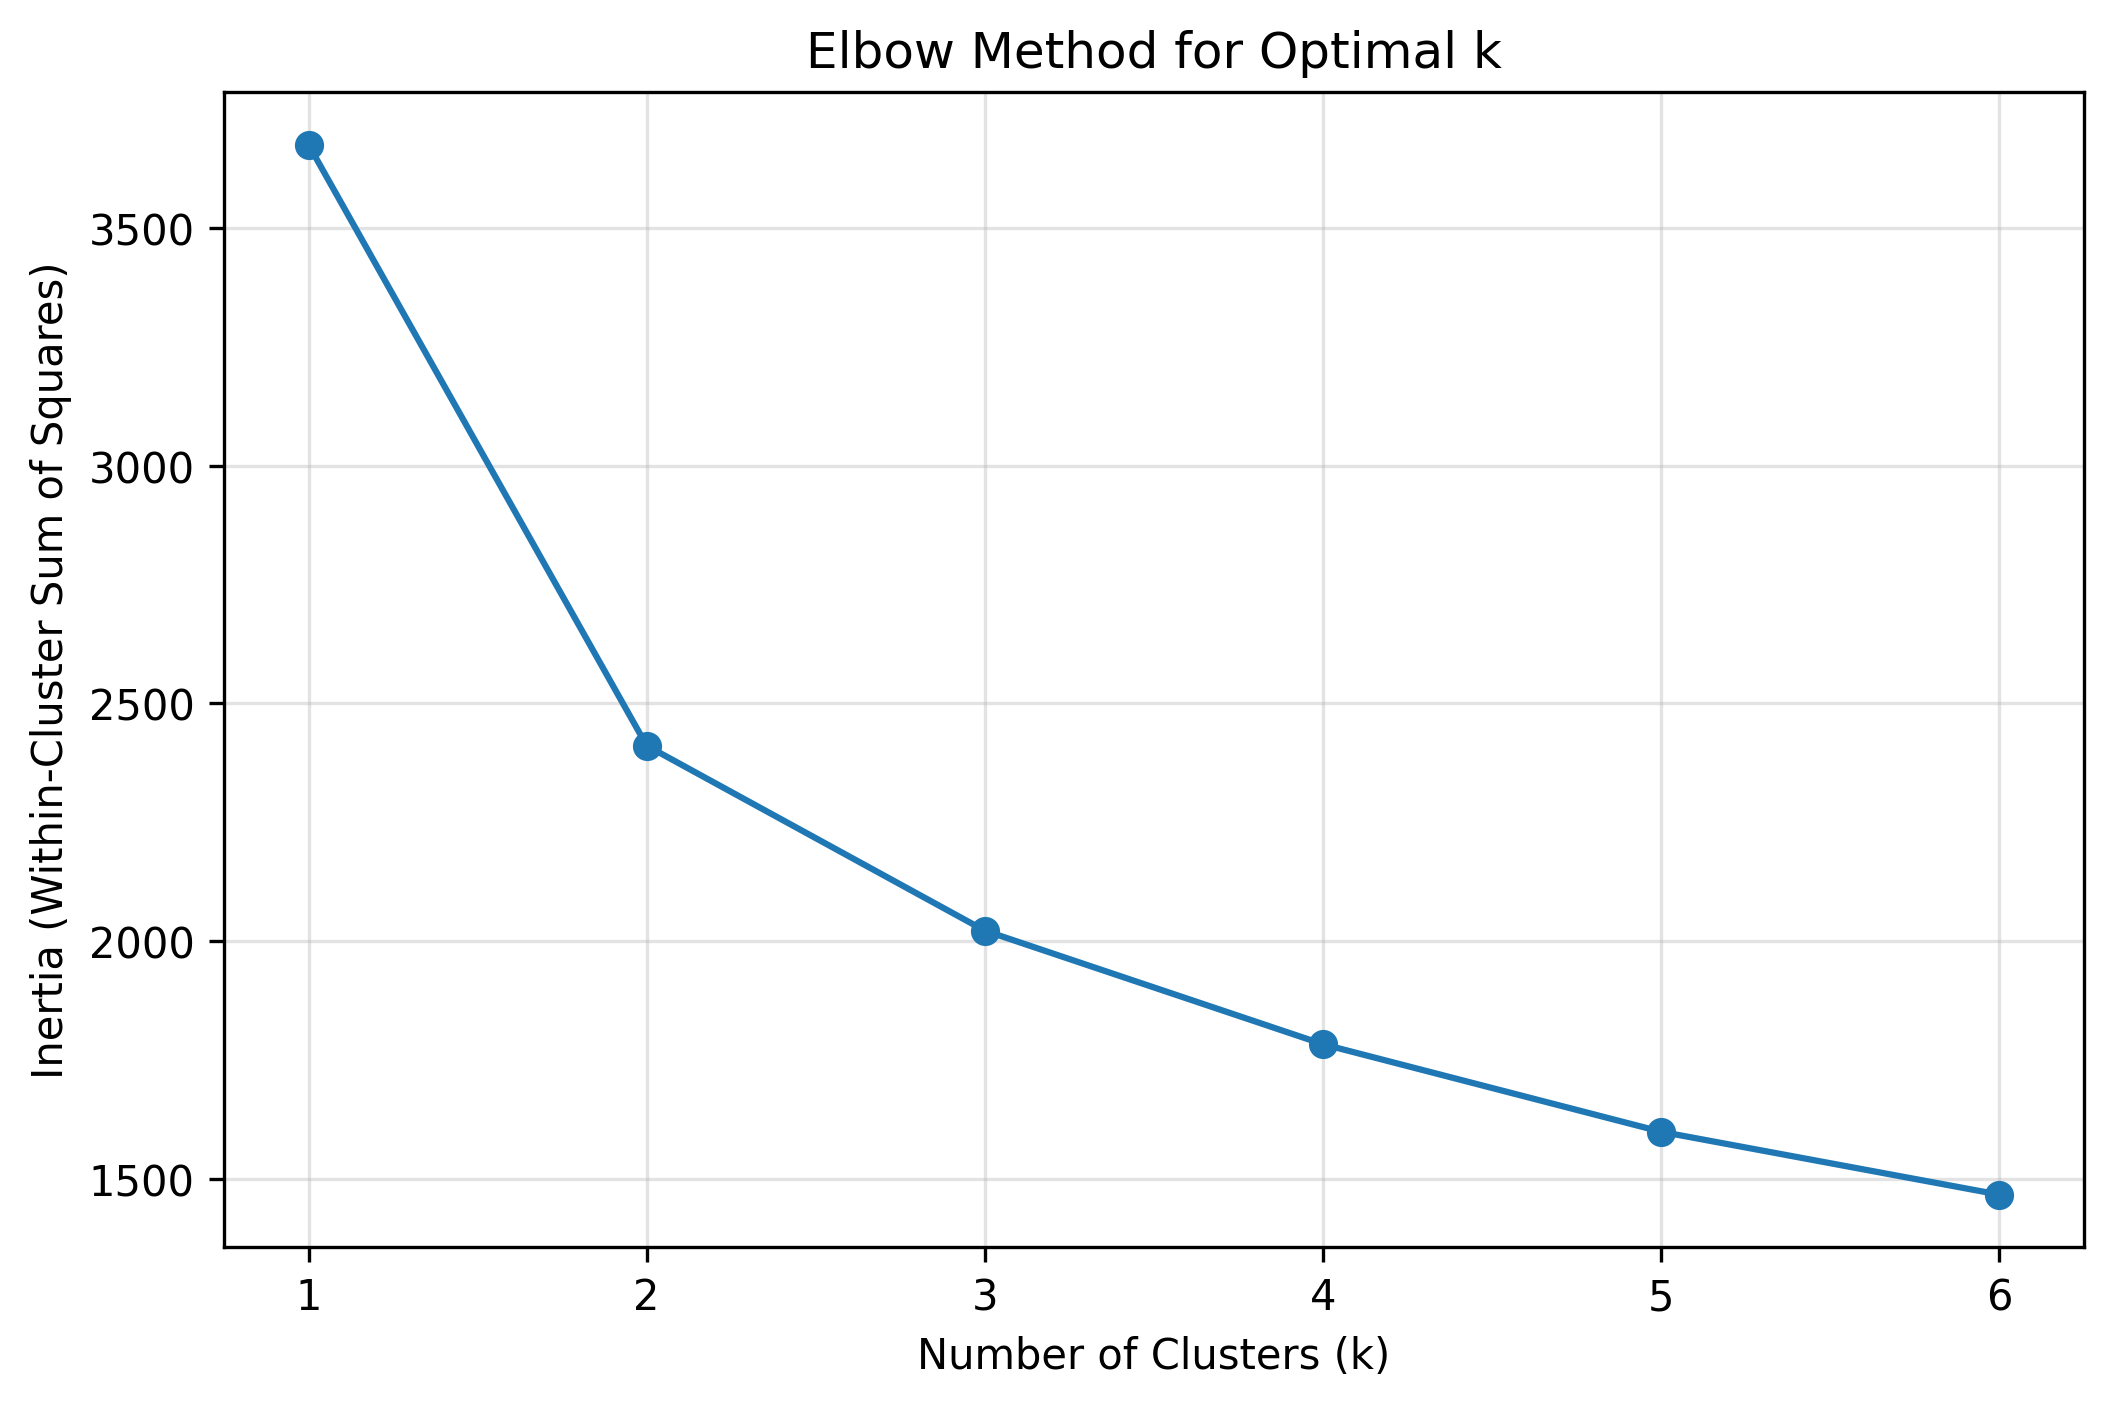 Elbow Method for Optimal k
Inertia (Within-Cluster Sum of Squares)
3500
3000
2500
2000
1500
1 2 3 4 5 6
Number of Clusters (k)